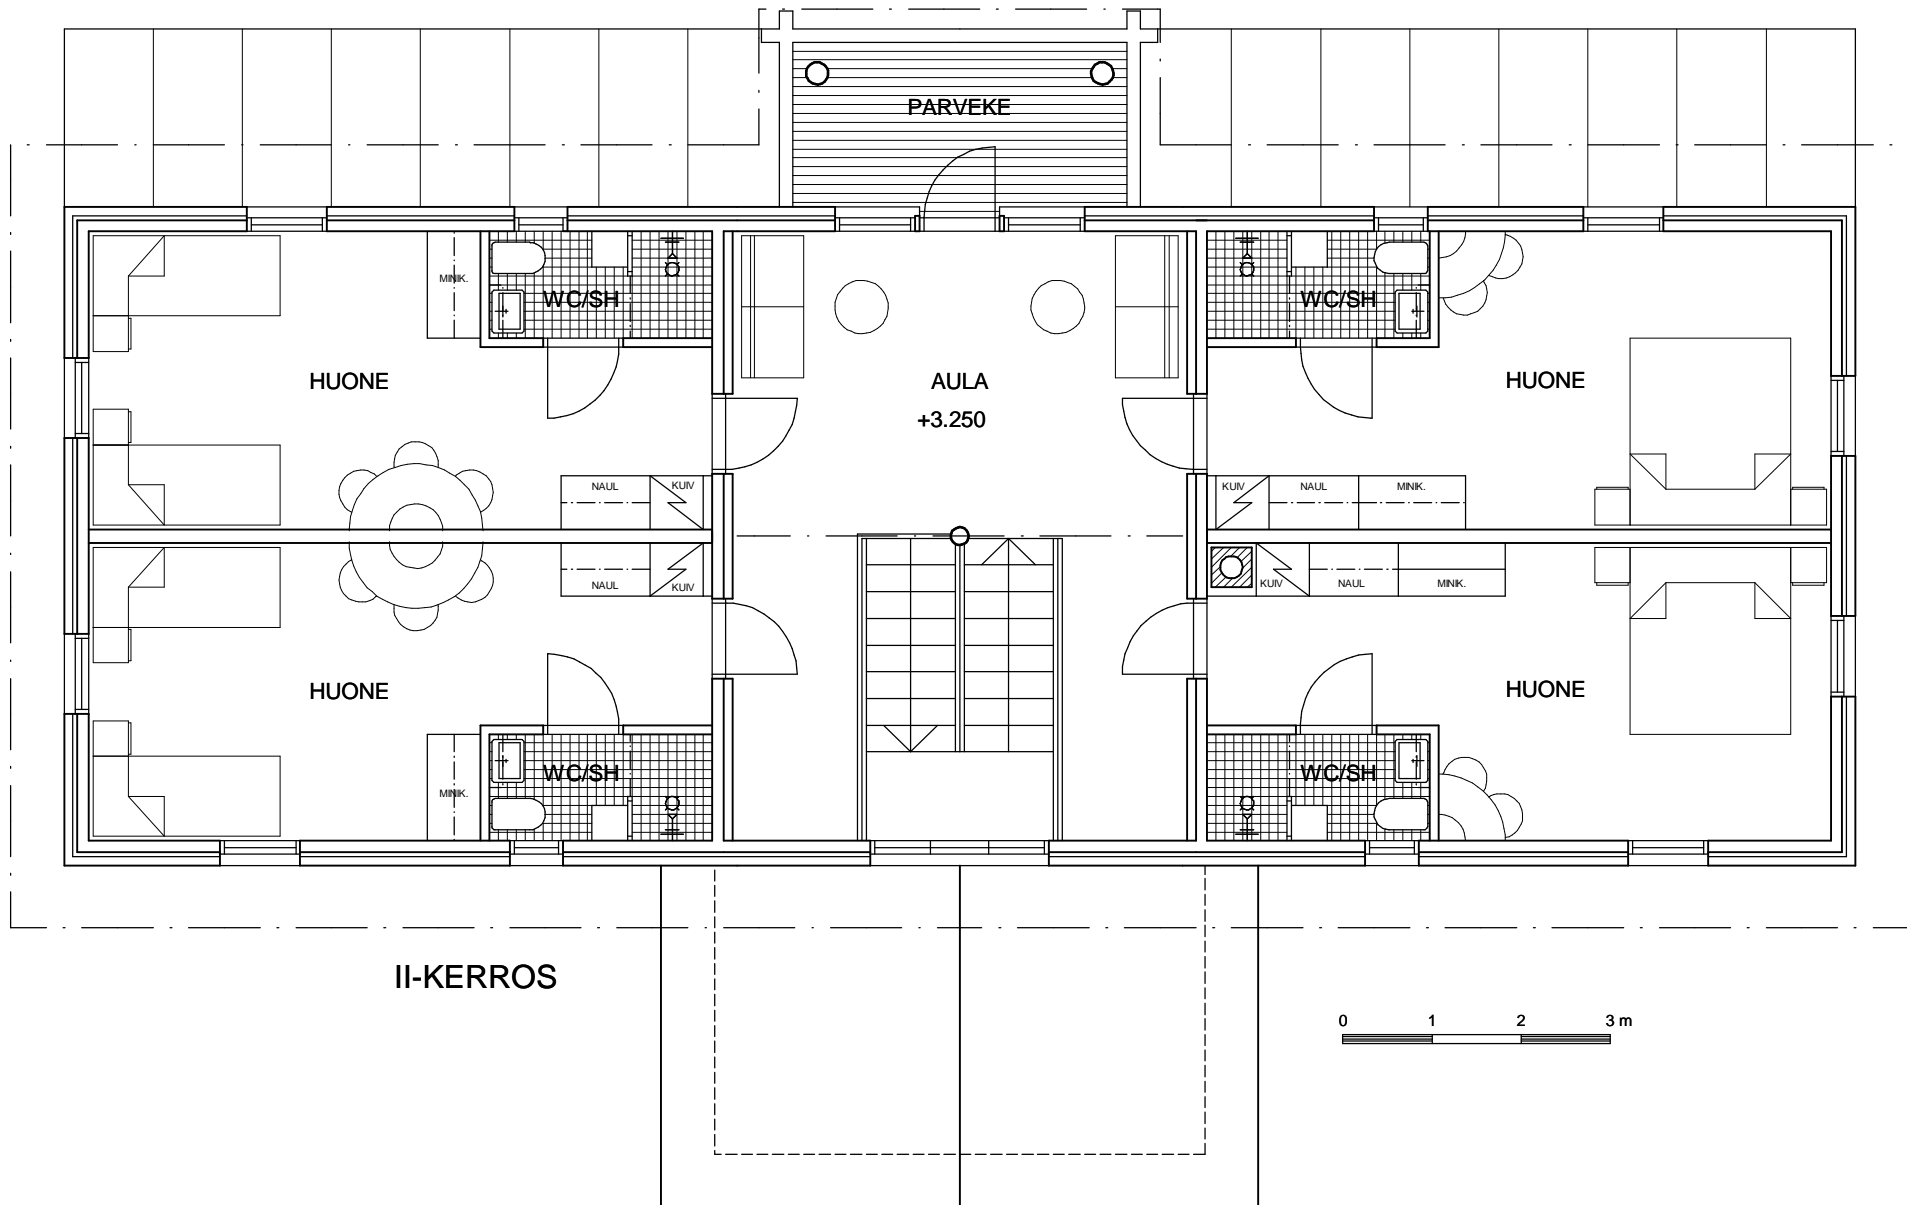 PARVEKE
MINIK.
WC/SH
WC/SH
HUONE
AULA
HUONE
+3.250
NAUL
KUIV
KUIV
NAUL
MINIK.
NAUL
KUIV
KUIV
NAUL
MINIK.
HUONE
HUONE
MINIK.
WC/SH
WC/SH
II-KERROS
0 1 2 3 m